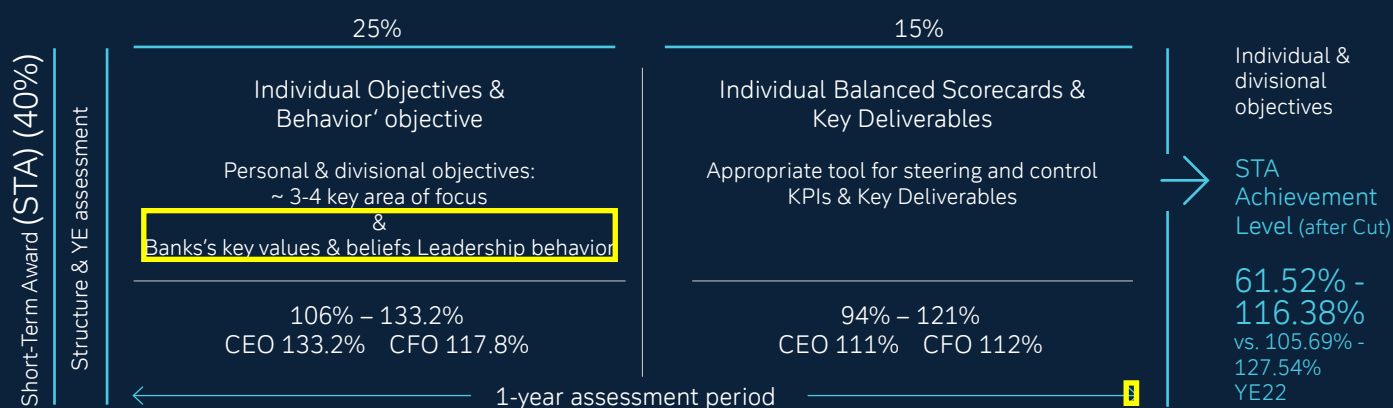 Short-Term Award (STA) (40%)
Structure & YE assessment
25%
Individual Objectives &
Behavior’ objective
Personal & divisional objectives:
~ 3-4 key area of focus
&
Banks's key values & beliefs Leadership behavior
106% – 133.2%
CEO 133.2% CFO 117.8%
15%
Individual Balanced Scorecards &
Key Deliverables
Appropriate tool for steering and control
KPIs & Key Deliverables
94% – 121%
CEO 111% CFO 112%
1-year assessment period
Individual &
divisional
objectives
STA
Achievement
Level (after Cut)
61.52% -
116.38%
vs. 105.69% -
127.54%
YE22